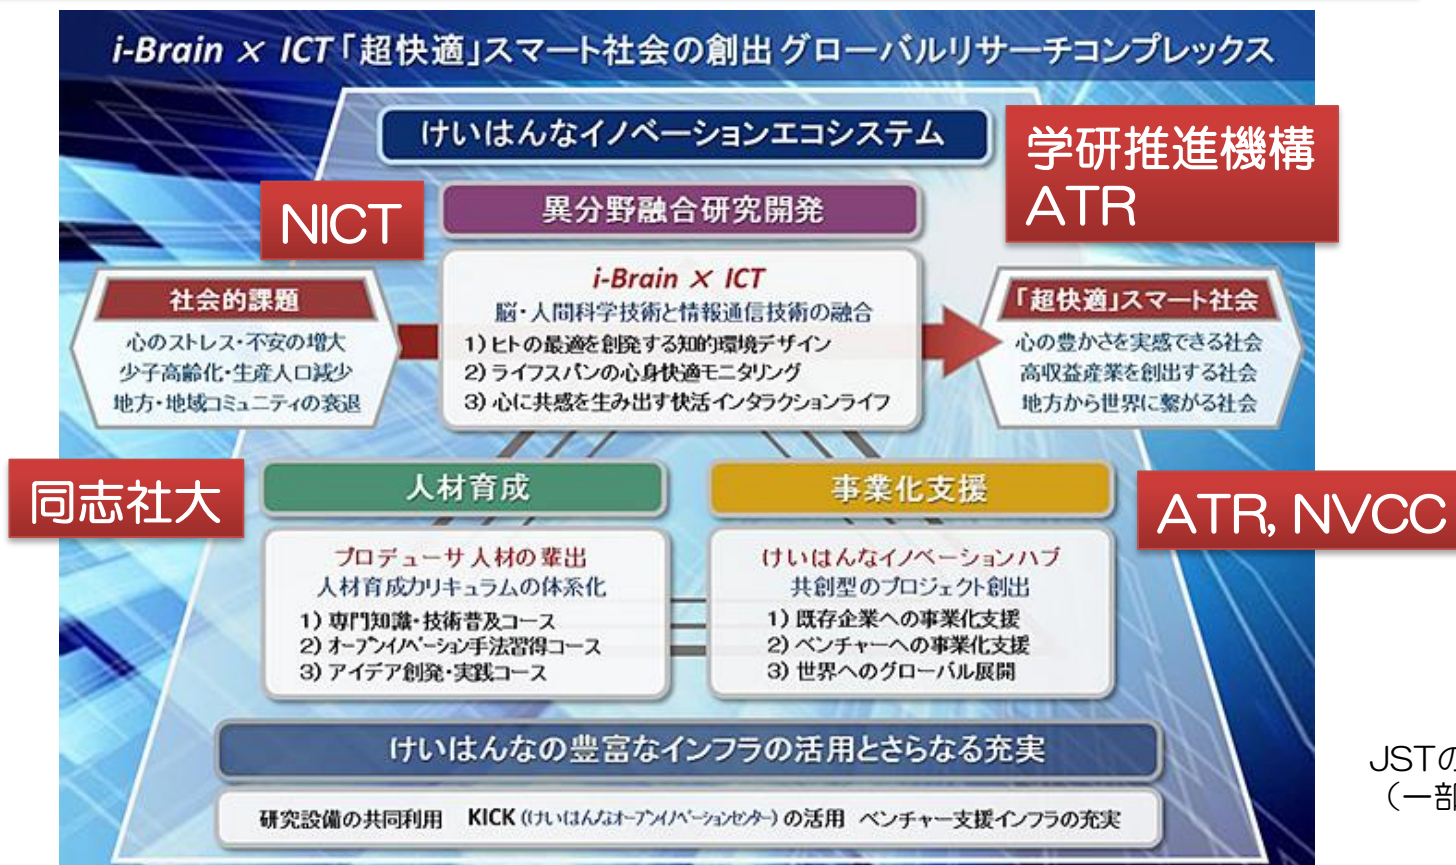 i-Brain × ICT「超快適」スマート社会の創出 グローバルリサーチコンプレックス
けいはんなイノベーションエコシステム
学研推進機構
ATR
NICT
異分野融合研究開発
i-Brain × ICT
脳・人間科学技術と情報通信技術の融合
1) ヒトの最適を創発する知的環境デザイン
2) ライフスパンの心身快適モニタリング
3) 心に共感を生み出す快活インタラクションライフ
社会的課題
心のストレス・不安の増大
少子高齢化・生産人口減少
地方・地域コミュニティの衰退
「超快適」スマート社会
心の豊かさを実感できる社会
高収益産業を創出する社会
地方から世界に繋がる社会
同志社大
人材育成
プロデューサ人材の輩出
人材育成カリキュラムの体系化
1) 専門知識・技術普及コース
2) オープンイノベーション手法習得コース
3) アイデア創発・実践コース
事業化支援
ATR, NVCC
けいはんなイノベーションハブ
共創型のプロジェクト創出
1) 既存企業への事業化支援
2) ベンチャーへの事業化支援
3) 世界へのグローバル展開
けいはんなの豊富なインフラの活用とさらなる充実
研究設備の共同利用 KICK (けいはんなオープンイノベーションセンター) の活用 ベンチャー支援インフラの充実
JSTの
（一部